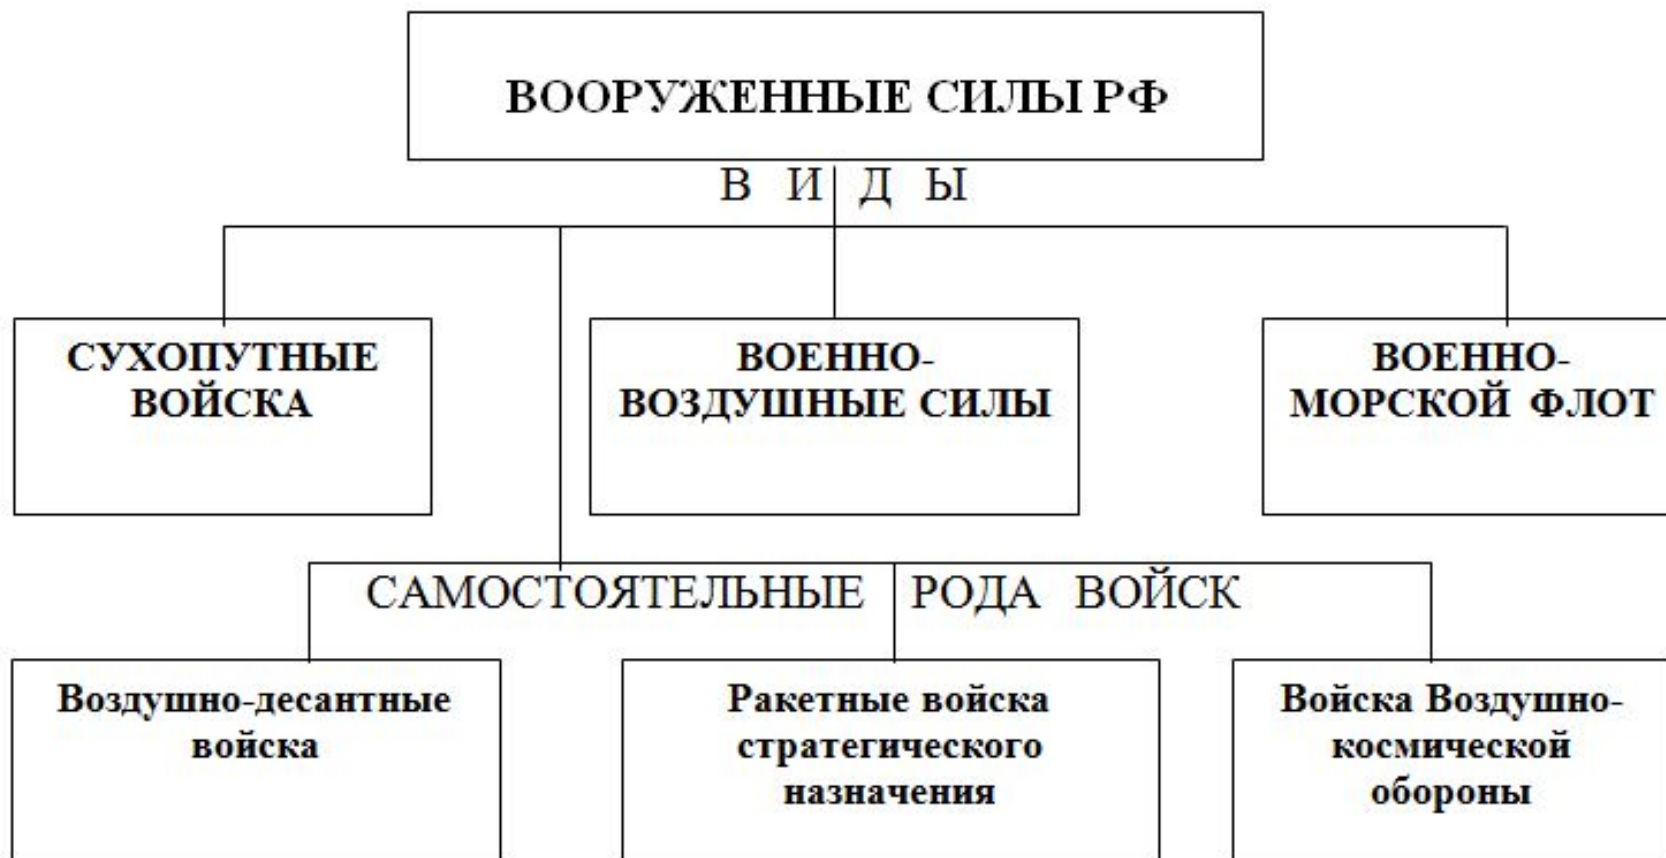 ВООРУЖЕННЫЕ СИЛЫ РФ
В И Д Ы
СУХОПУТНЫЕ
ВОЙСКА
ВОЕННО-
ВОЗДУШНЫЕ СИЛЫ
ВОЕННО-
МОРСКОЙ ФЛОТ
САМОСТОЯТЕЛЬНЫЕ РОДА ВОЙСК
Воздушно-десантные
войска
Ракетные войска
стратегического
назначения
Войска Воздушно-
космической
обороны